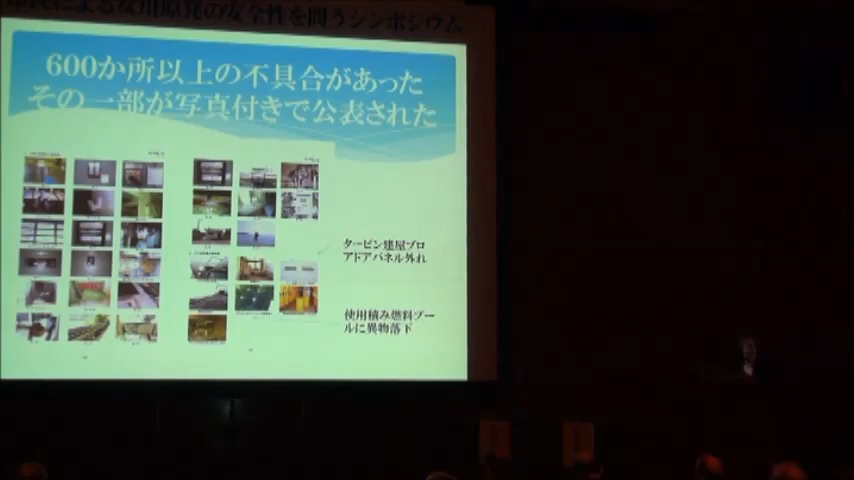 市民による女川原発の安全性を問うシンポジウム
600か所以上の不具合があった
その一部が写真付きで公表された
タービン建屋ブロ
アドアパネル外れ
使用積み燃料プー
ルに異物落下